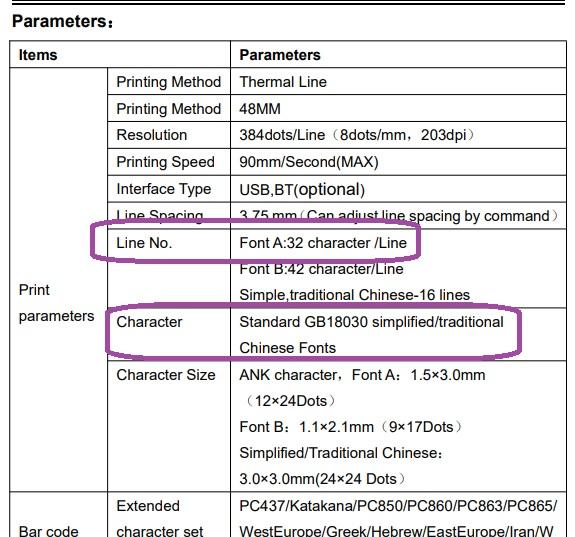 Parameters：
Items Parameters
Printing Method Thermal Line
Printing Method 48MM
Resolution 384dots/Line（8dots/mm，203dpi）
Printing Speed 90mm/Second(MAX)
Interface Type USB,BT(optional)
Line Spacing 3.75 mm（Can adjust line spacing by command）
Line No. Font A:32 character /Line
Font B:42 character/Line
Simple,traditional Chinese-16 lines
Print
parameters
Character Standard GB18030 simplified/traditional
Chinese Fonts
Character Size ANK character，Font A：1.5×3.0mm
（12×24Dots）
Font B：1.1×2.1mm（9×17Dots）
Simplified/Traditional Chinese：
3.0×3.0mm(24×24 Dots）
Extended PC437/Katakana/PC850/PC860/PC863/PC865/
Bar code character set WestEurope/Greek/Hebrew/EastEurope/Iran/W